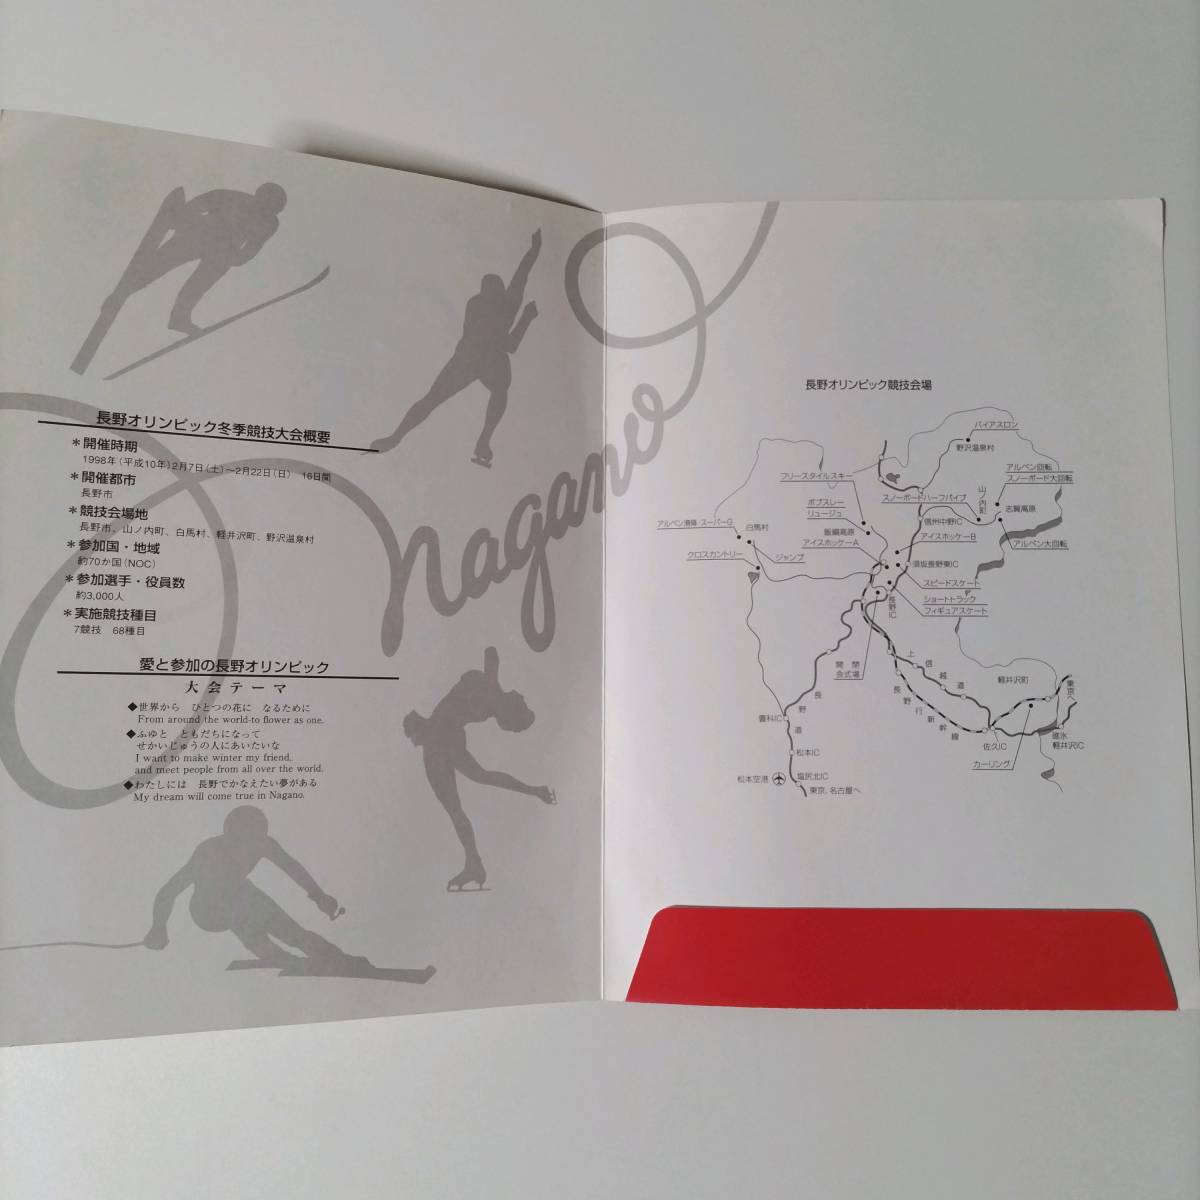 長野オリンピック冬季競技大会概要
＊開催時期
1998年（平成10年）2月7日（土）～2月22日（日） 16日間
＊開催都市
長野市
＊競技会場地
長野市、山ノ内町、白馬村、軽井沢町、野沢温泉村
＊参加国・地域
約70か国（NOC）
＊参加選手・役員数
約3,000人
＊実施競技種目
7競技　68種目
愛と参加の長野オリンピック
大会テーマ
◆世界から　ひとつの花に　なるために
From around the world-to flower as one.
◆ふゆと　ともだちになって
せかいじゅうの人にあいたいな
I want to make winter my friend,
and meet people from all over the world.
◆わたしには　長野でかなえたい夢がある
My dream will come true in Nagano.
Nagano
長野オリンピック競技会場
バイアスロン
野沢温泉村
フリースタイルスキー
アルペン回転
スノーボード大回転
スノーボードハーフパイプ
山ノ内町
志賀高原
ボブスレー
リュージュ
アルペン滑降・スーパーG
白馬村
飯綱高原
信州中野IC
アイスホッケーA
アイスホッケーB
アルペン大回転
クロスカントリー
ジャンプ
須坂長野東IC
スピードスケート
長野IC
ショートトラック
フィギュアスケート
開閉
会式場
上信越道
長野行新幹線
軽井沢町
東京へ
長野道
豊科IC
佐久IC
碓氷
軽井沢IC
松本IC
カーリング
松本空港
塩尻北IC
東京、名古屋へ